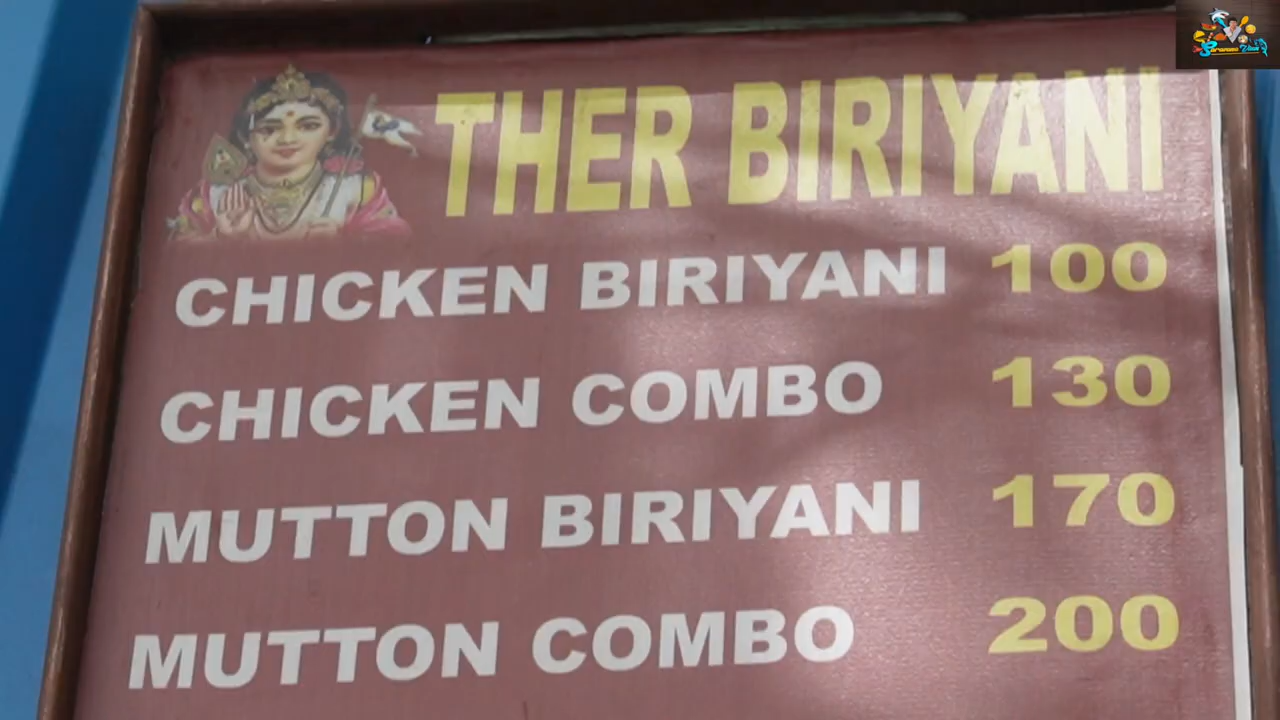 THER BIRIYANI
CHICKEN BIRIYANI 100
CHICKEN COMBO 130
MUTTON BIRIYANI 170
MUTTON COMBO 200